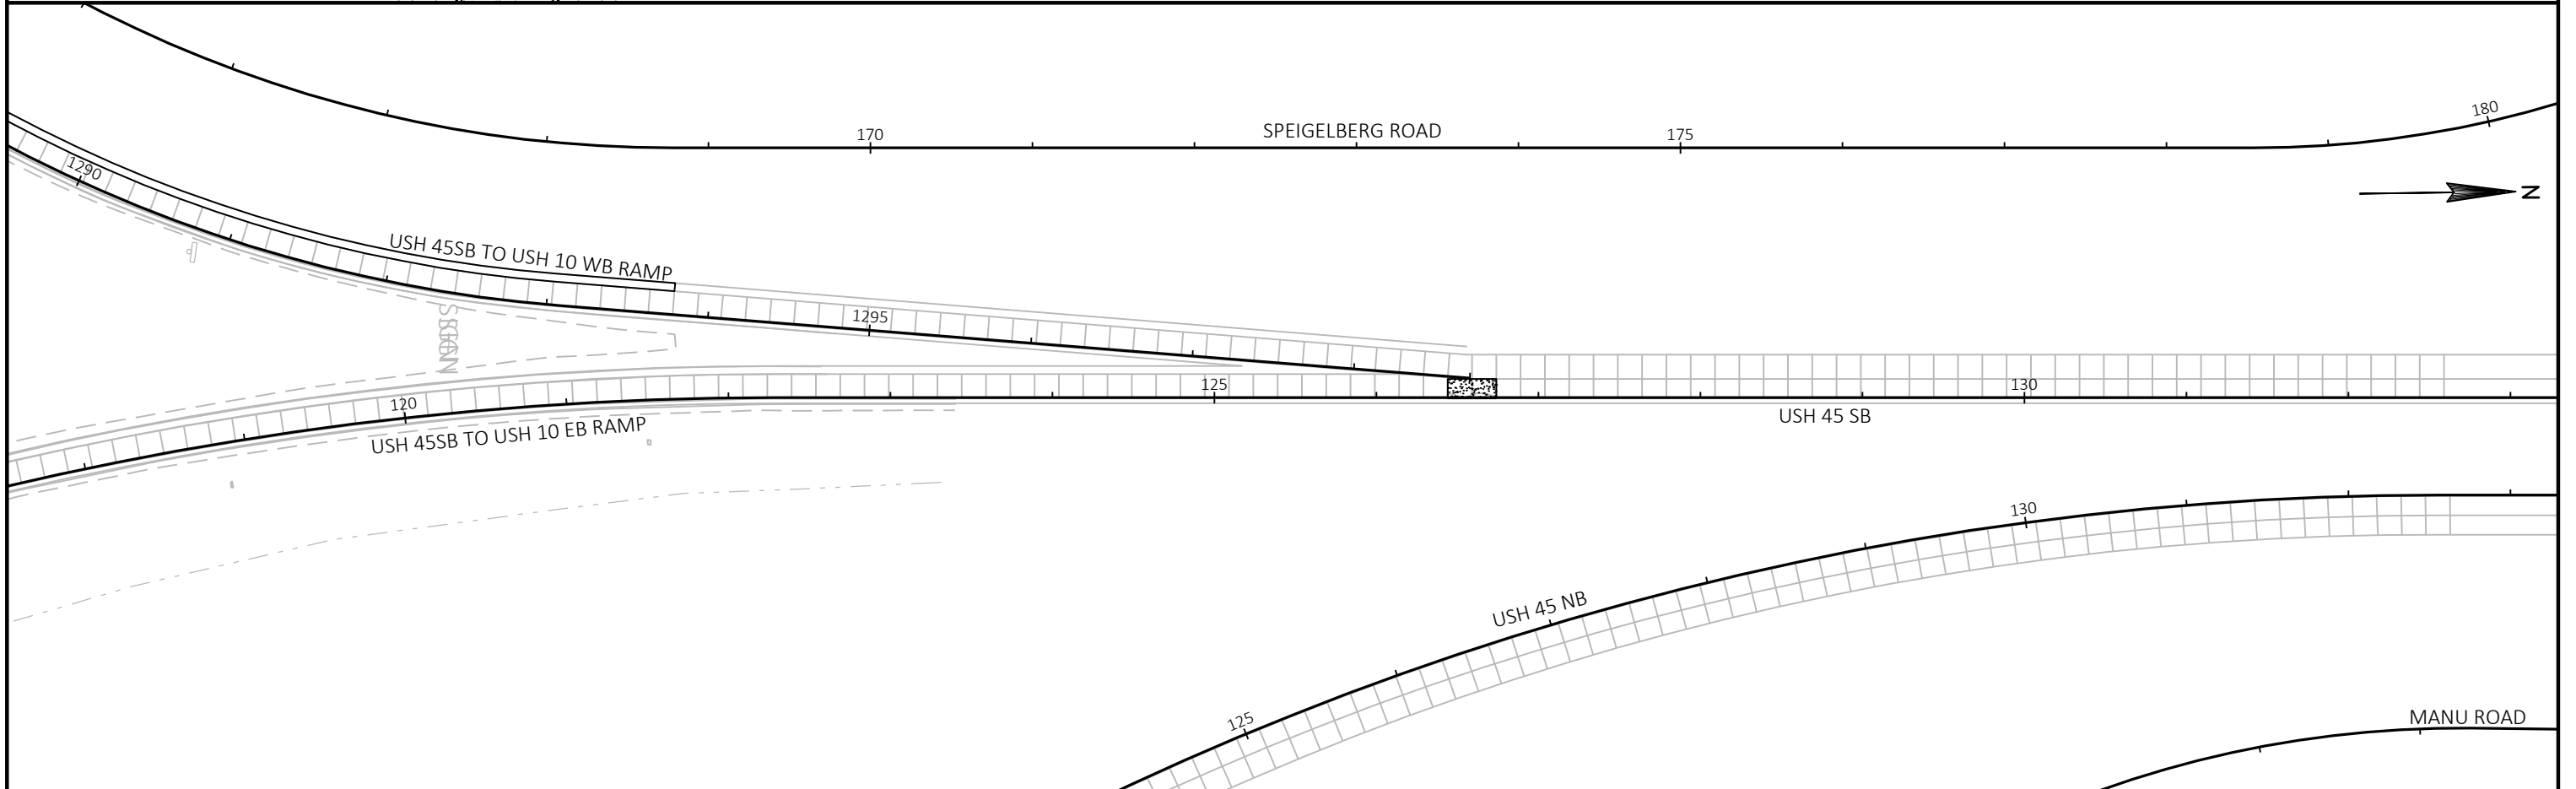 180
170
SPEIGELBERG ROAD
175
1290
N
USH 45SB TO USH 10 WB RAMP
1295
125
130
120
USH 45 SB
USH 45SB TO USH 10 EB RAMP
130
USH 45 NB
125
MANU ROAD